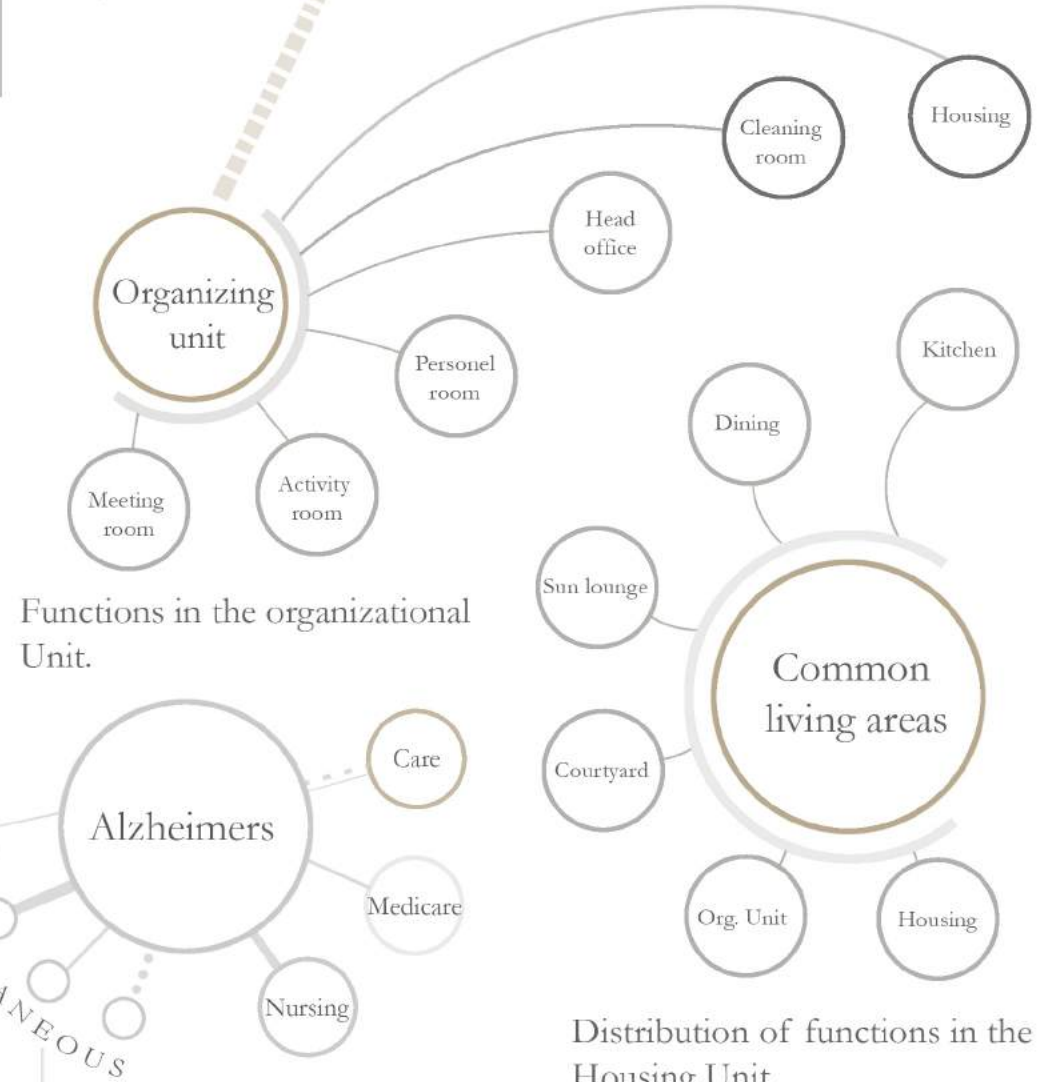 Housing
Cleaning
room
Head
office
Organizing
unit
Personel
room
Meeting
room
Activity
room
Functions in the organizational
Unit.
Kitchen
Dining
Sun lounge
Common
living areas
Courtyard
Org. Unit
Housing
Distribution of functions in the
Housing Unit
Alzheimers
Care
Medicare
Nursing
ANEOUS